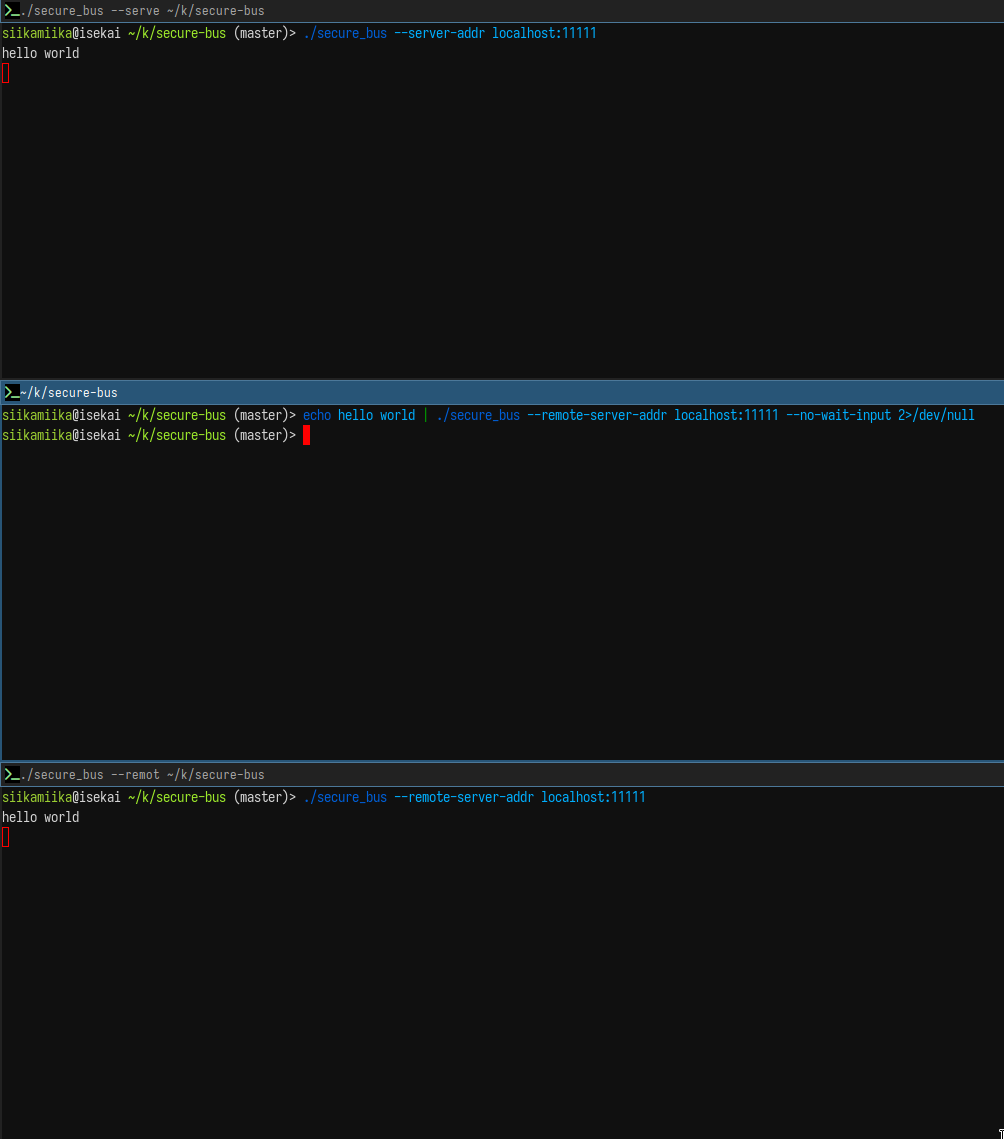 >_./secure_bus --serve ~/k/secure-bus
siikamiika@isekai ~/k/secure-bus (master)> ./secure_bus --server-addr localhost:11111
hello world
>_~/k/secure-bus
siikamiika@isekai ~/k/secure-bus (master)> echo hello world | ./secure_bus --remote-server-addr localhost:11111 --no-wait-input 2>/dev/null
siikamiika@isekai ~/k/secure-bus (master)>
>_./secure_bus --remot ~/k/secure-bus
siikamiika@isekai ~/k/secure-bus (master)> ./secure_bus --remote-server-addr localhost:11111
hello world